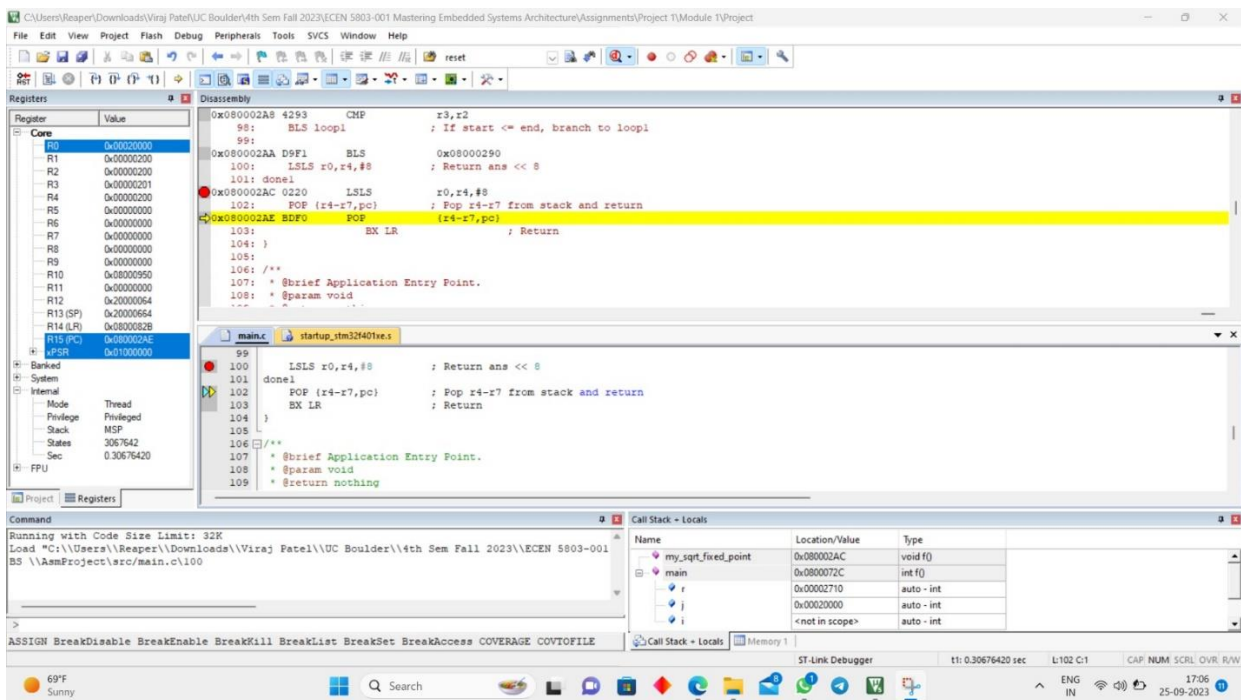 C:\Users\Reaper\Downloads\Viraj Patel\UC Boulder\4th Sem Fall 2023\ECEN 5803-001 Mastering Embedded Systems Architecture\Assignments\Project 1\Module 1\Project
File Edit View Project Flash Debug Peripherals Tools SVCS Window Help
reset
RST
Registers
Register Value
Core
R0 0x00020000
R1 0x00000200
R2 0x00000200
R3 0x00000201
R4 0x00000200
R5 0x00000000
R6 0x00000000
R7 0x00000000
R8 0x00000000
R9 0x00000000
R10 0x08000950
R11 0x00000000
R12 0x20000064
R13 (SP) 0x20000664
R14 (LR) 0x0800082B
R15 (PC) 0x080002AE
xPSR 0x01000000
Banked
System
Internal
Mode Thread
Privilege Privileged
Stack MSP
States 3067642
Sec 0.30676420
FPU
Project Registers
Disassembly
0x080002A8 4293 CMP r3,r2
98: BLS loop1 ; If start <= end, branch to loop1
99:
0x080002AA D9F1 BLS 0x08000290
100: LSLS r0,r4,#8 ; Return ans << 8
101: done1
0x080002AC 0220 LSLS r0,r4,#8
102: POP {r4-r7,pc} ; Pop r4-r7 from stack and return
0x080002AE BDF0 POP {r4-r7,pc}
103: BX LR ; Return
104: }
105:
106: /**
107: * @brief Application Entry Point.
108: * @param void
main.c startup_stm32f401xe.s
99
100 LSLS r0,r4,#8 ; Return ans << 8
101 done1
102 POP {r4-r7,pc} ; Pop r4-r7 from stack and return
103 BX LR ; Return
104 }
105
106 /**
107 * @brief Application Entry Point.
108 * @param void
109 * @return nothing
Command
Running with Code Size Limit: 32K
Load "C:\\Users\\Reaper\\Downloads\\Viraj Patel\\UC Boulder\\4th Sem Fall 2023\\ECEN 5803-001
BS \\AsmProject\src/main.c\100
>
ASSIGN BreakDisable BreakEnable BreakKill BreakList BreakSet BreakAccess COVERAGE COVTOFILE
Call Stack + Locals
Name Location/Value Type
my_sqrt_fixed_point 0x080002AC void f()
main 0x0800072C int f()
r 0x00002710 auto - int
j 0x00020000 auto - int
i <not in scope> auto - int
Call Stack + Locals Memory 1
ST-Link Debugger t1: 0.30676420 sec L:102 C:1 CAP NUM SCRL OVR R/W
69°F
Sunny
Search
ENG
IN
17:06
25-09-2023